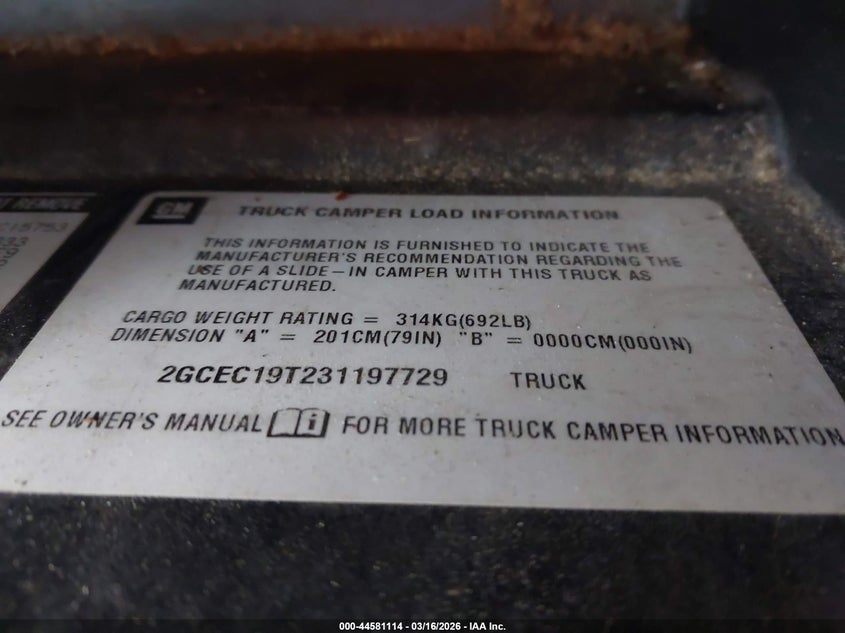 T REMOVE
C15753
GM
TRUCK CAMPER LOAD INFORMATION
THIS INFORMATION IS FURNISHED TO INDICATE THE
MANUFACTURER'S RECOMMENDATION REGARDING THE
USE OF A SLIDE-IN CAMPER WITH THIS TRUCK AS
MANUFACTURED.
CARGO WEIGHT RATING = 314KG(692LB)
DIMENSION "A" = 201CM(79IN) "B" = 0000CM(000IN)
2GCEC19T231197729 TRUCK
SEE OWNER'S MANUAL FOR MORE TRUCK CAMPER INFORMATION
000-44581114 - 03/16/2026 - IAA Inc.